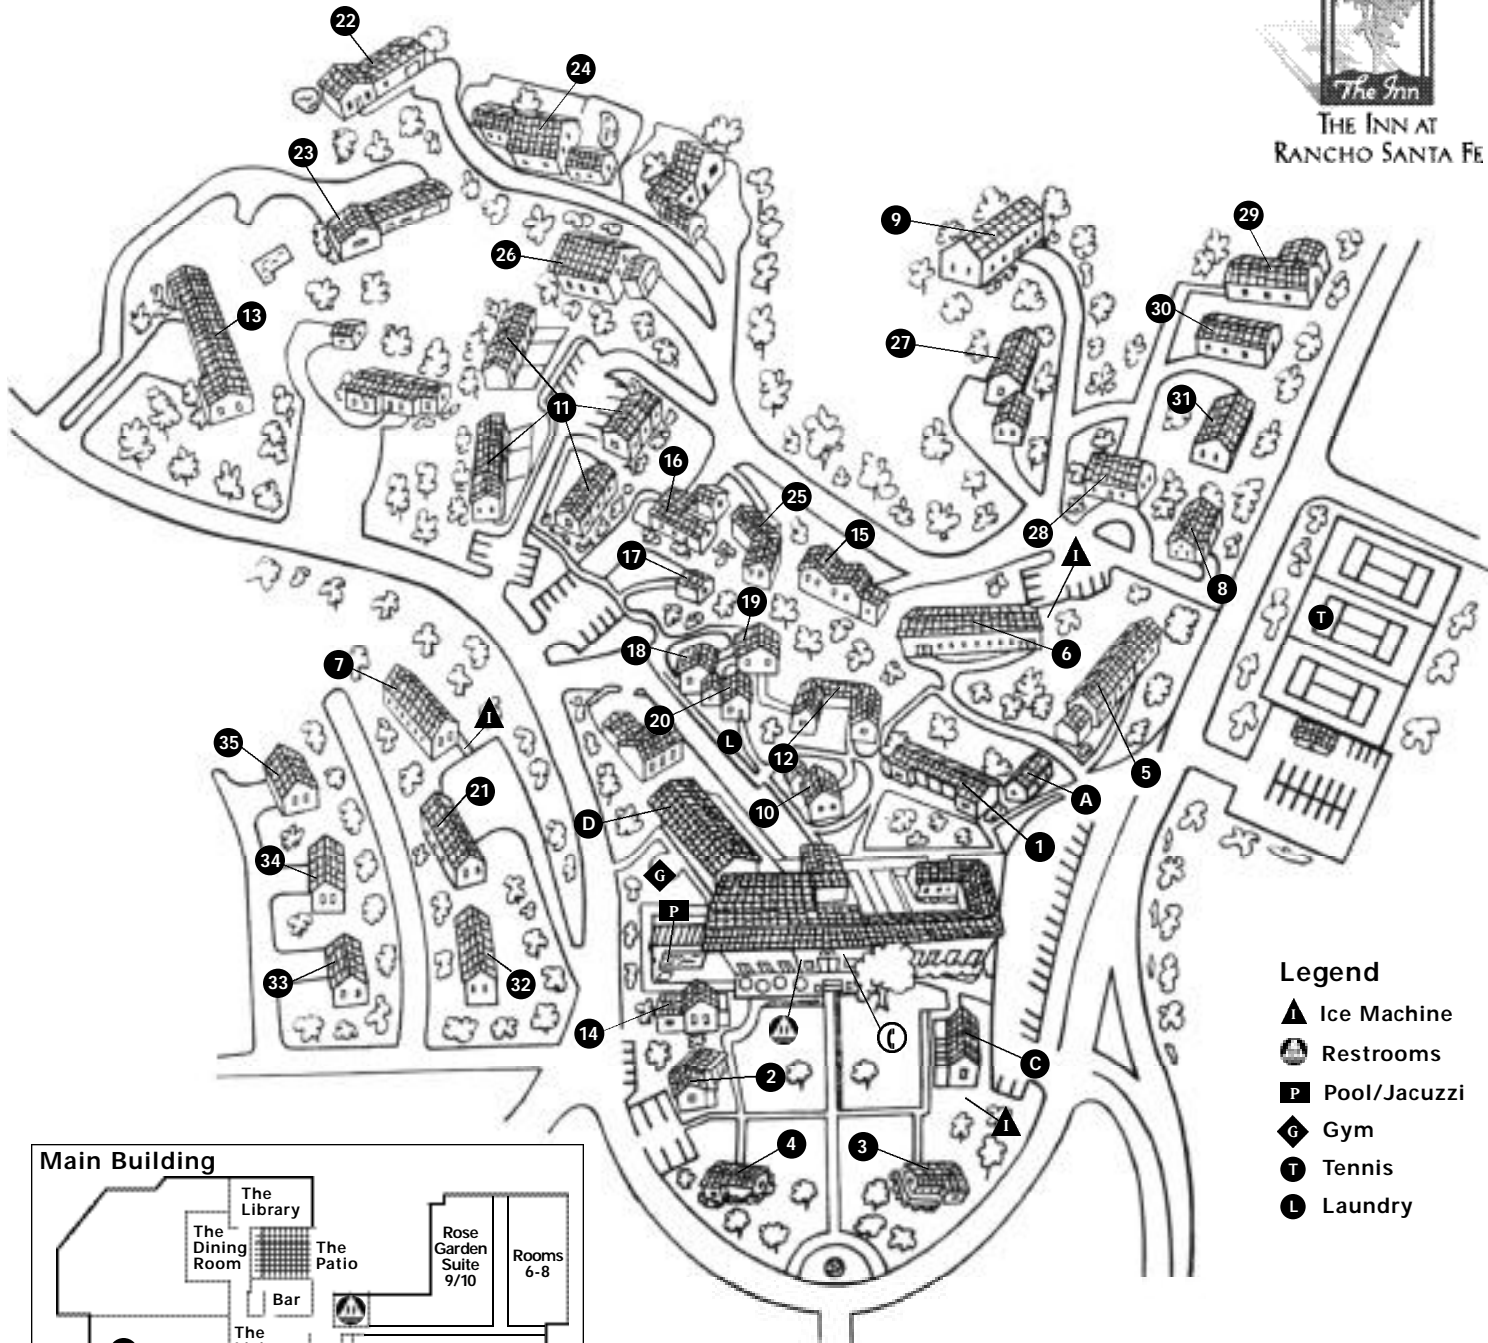 22
24
The Inn
THE INN AT
RANCHO SANTA FE
23
9
29
26
13
30
27
11
31
16
25
28
15
I
17
8
19
T
18
6
7
I
20
35
L
12
5
21
10
A
D
1
34
G
P
33
32
14
C
2
I
4
3
Legend
I Ice Machine
Restrooms
P Pool/Jacuzzi
G Gym
T Tennis
L Laundry
Main Building
The
Library
The
Dining
Room
The
Patio
Bar
Rose
Garden
Suite
9/10
Rooms
6-8
The